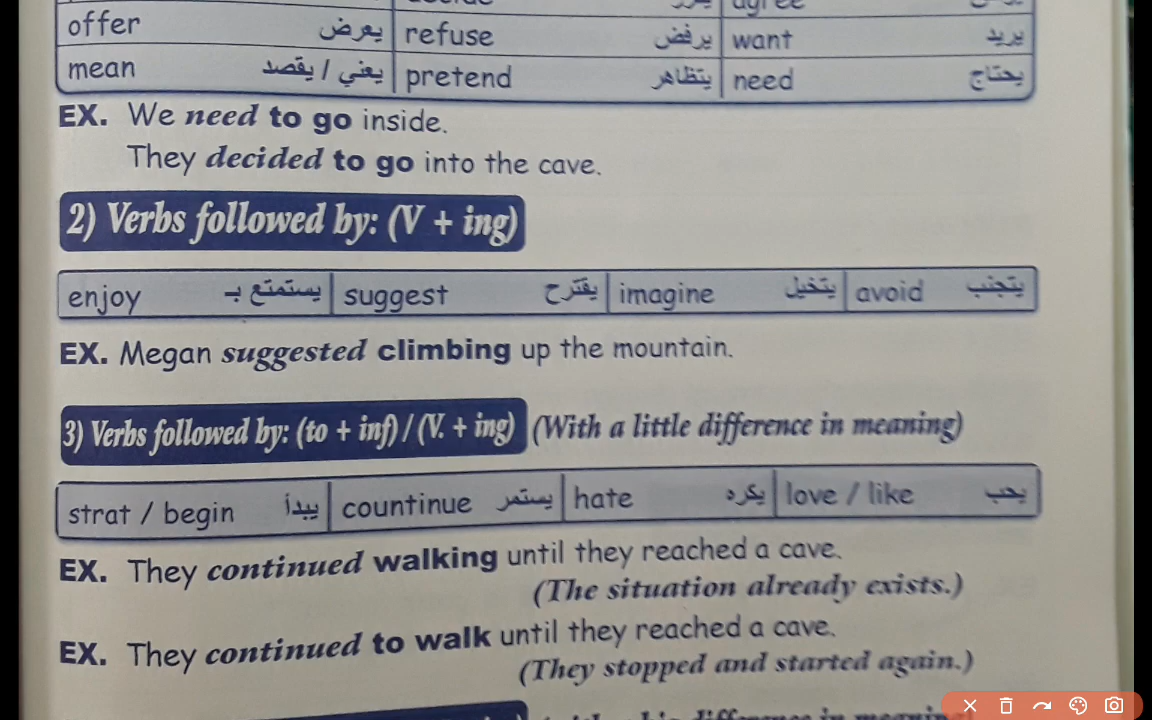 offer يعرض refuse يرفض want يريد
mean يعني / يقصد pretend يتظاهر need يحتاج
EX. We need to go inside.
They decided to go into the cave.
2) Verbs followed by: (V + ing)
enjoy يستمتع بـ suggest يقترح imagine يتخيل avoid يتجنب
EX. Megan suggested climbing up the mountain.
3) Verbs followed by: (to + inf) / (V. + ing) (With a little difference in meaning)
strat / begin يبدأ countinue يستمر hate يكره love / like يحب
EX. They continued walking until they reached a cave.
(The situation already exists.)
EX. They continued to walk until they reached a cave.
(They stopped and started again.)